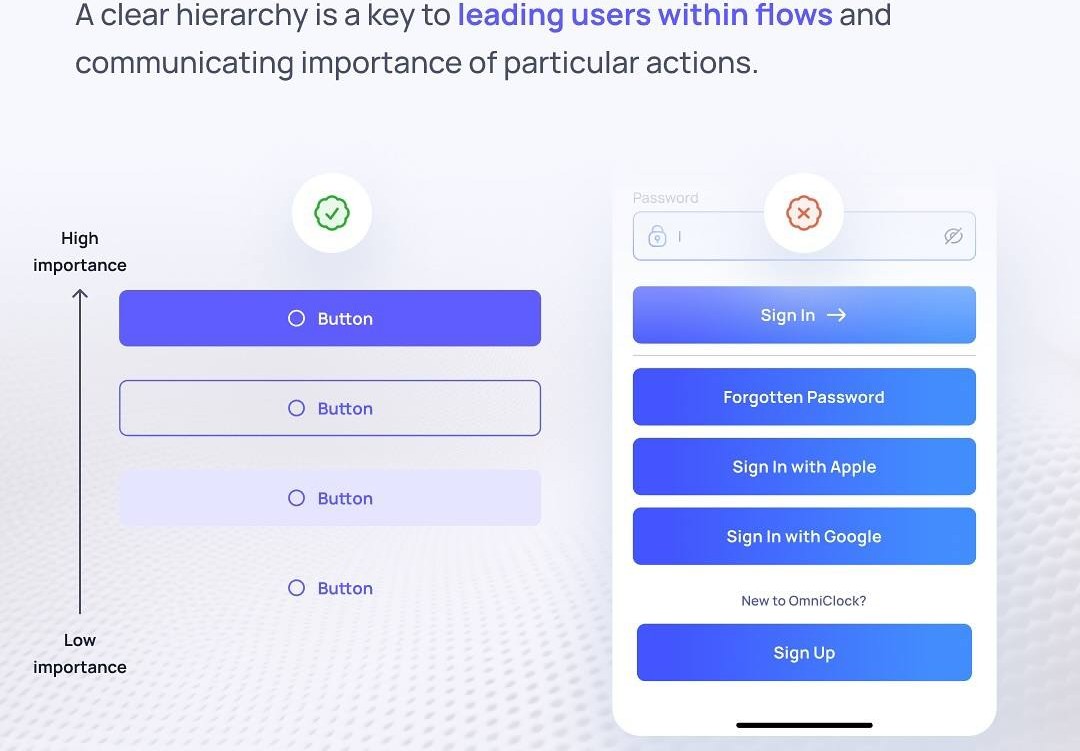 A clear hierarchy is a key to leading users within flows and
communicating importance of particular actions.
High
importance
Button
Button
Button
Button
Low
importance
Password
Sign In →
Forgotten Password
Sign In with Apple
Sign In with Google
New to OmniClock?
Sign Up